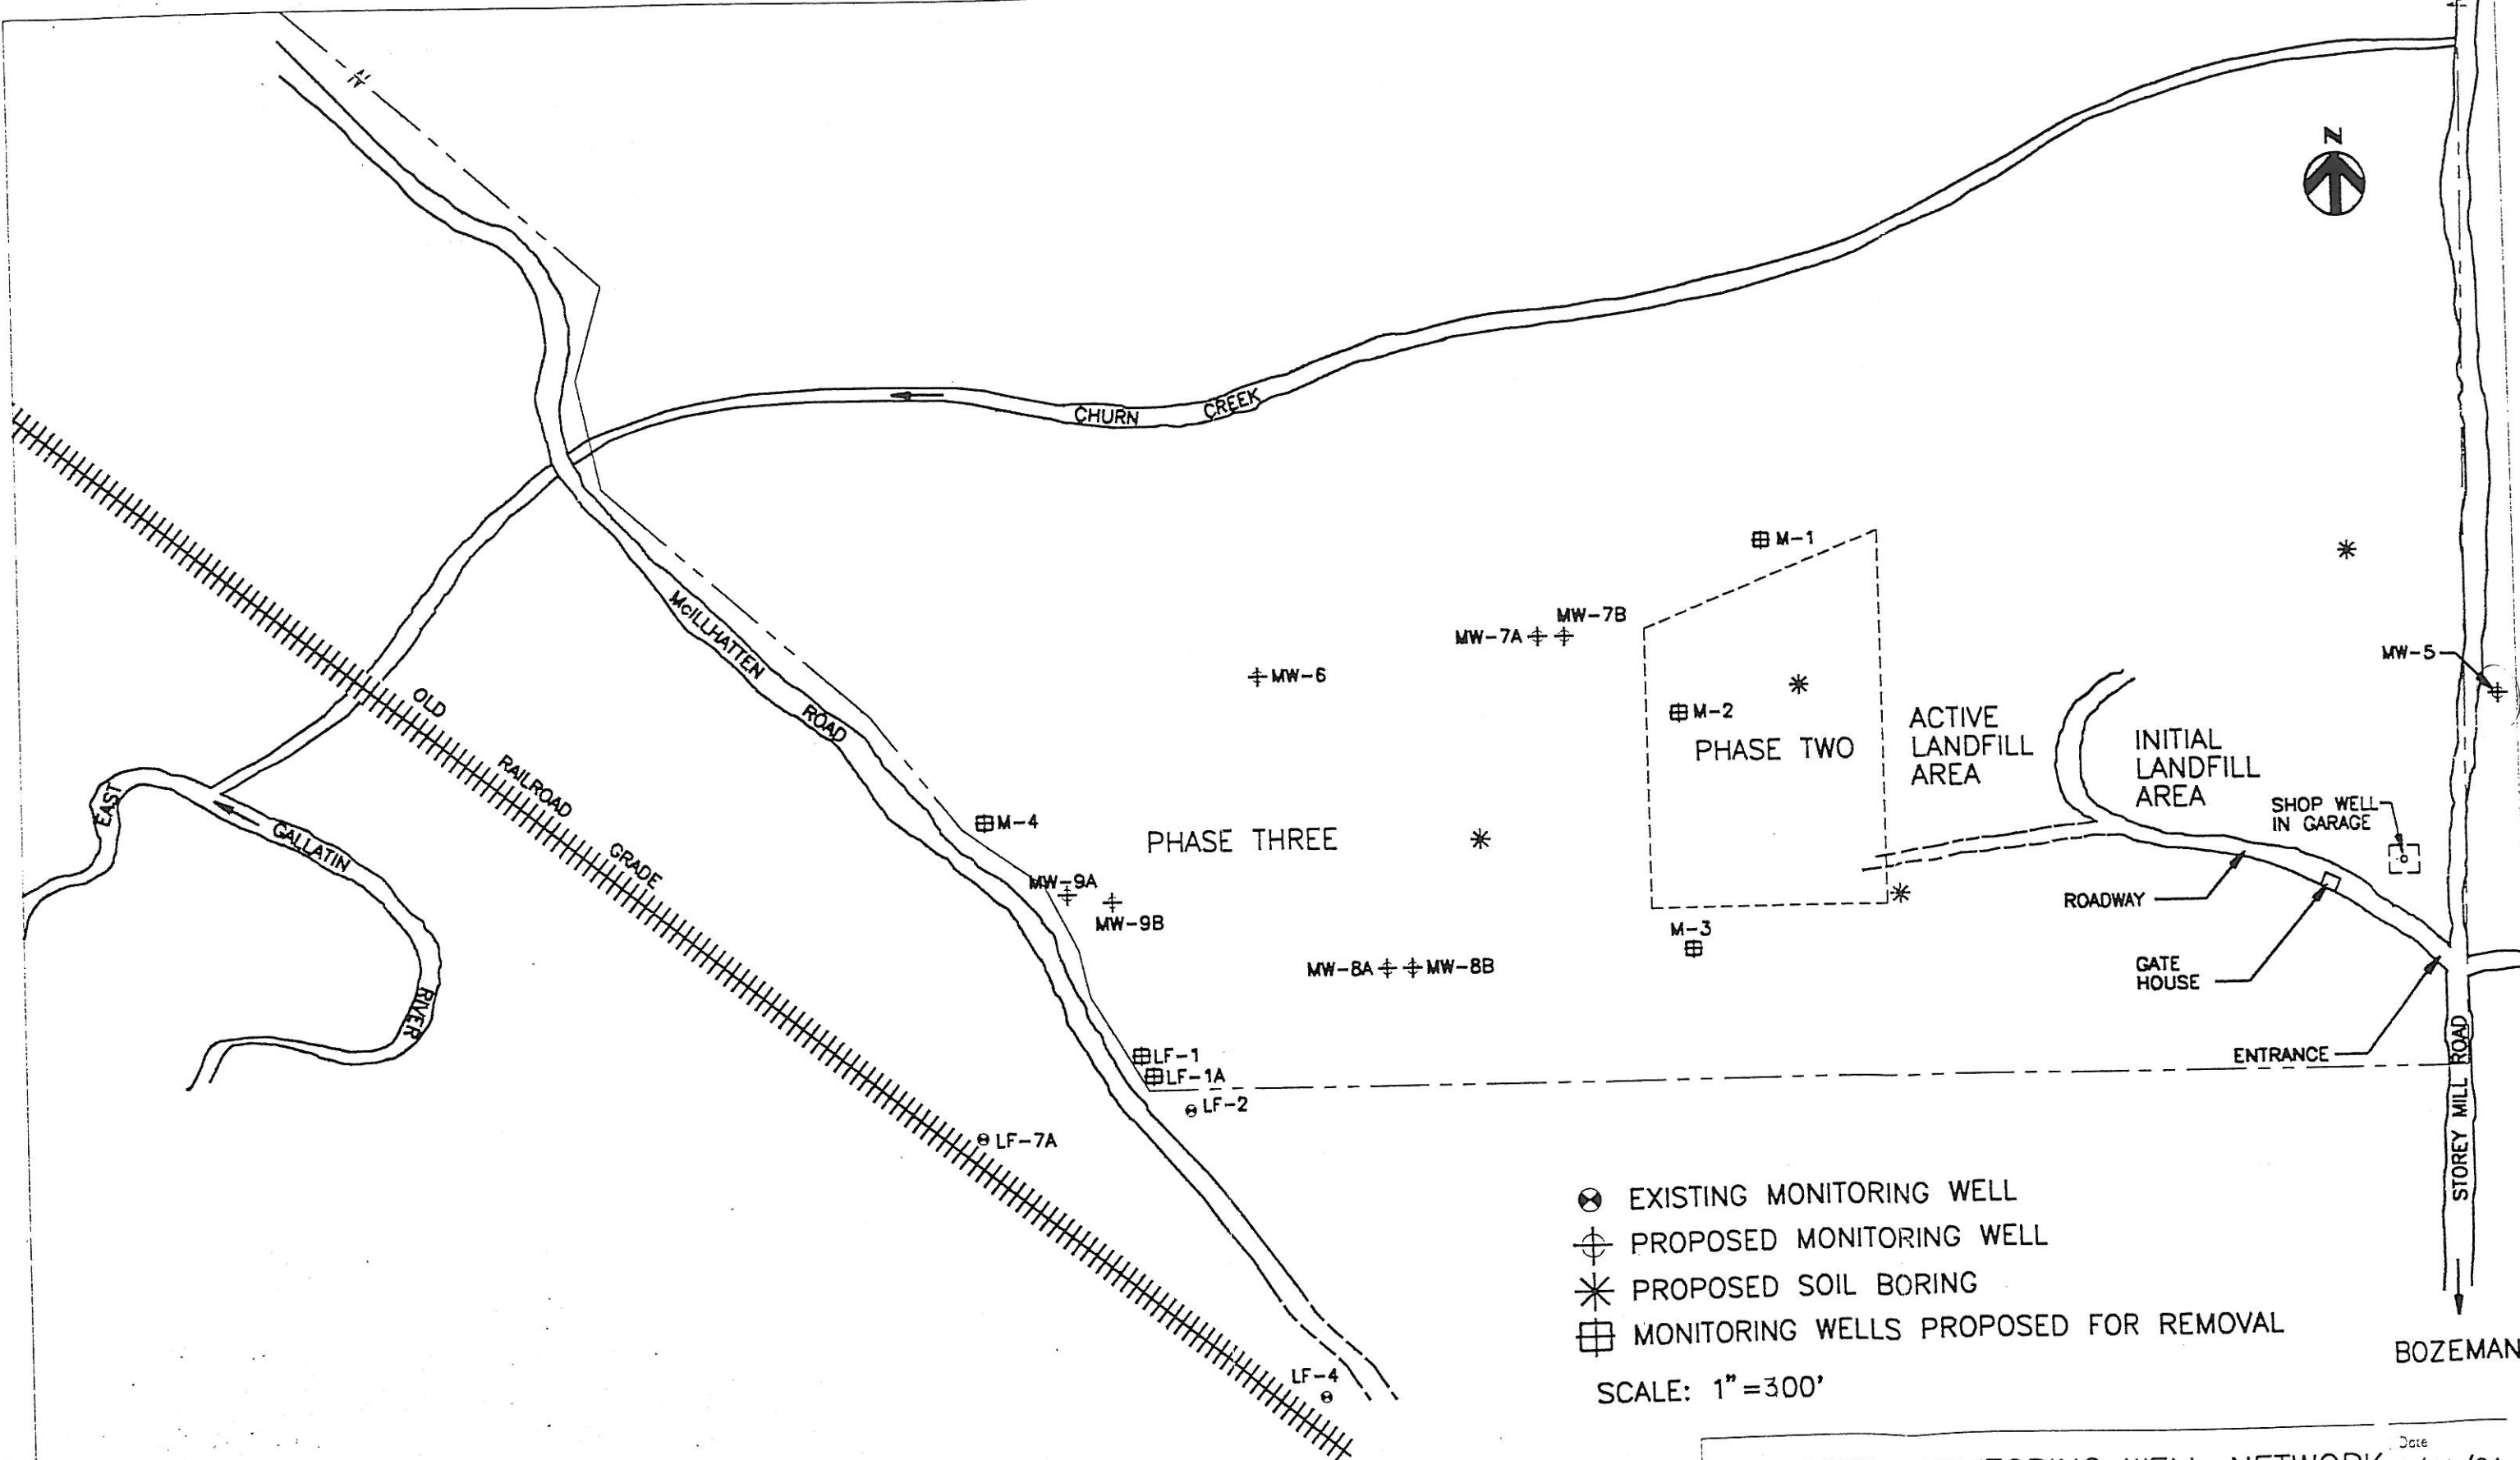 N
CHURN CREEK
M-1
MW-7B
MW-7A
MW-6
MW-5
McILLHATTEN ROAD
M-2
PHASE TWO
ACTIVE
LANDFILL
AREA
INITIAL
LANDFILL
AREA
OLD RAILROAD GRADE
SHOP WELL
IN GARAGE
EAST GALLATIN RIVER
M-4
PHASE THREE
MW-9A
MW-9B
ROADWAY
M-3
MW-8A
MW-8B
GATE
HOUSE
LF-1
LF-1A
LF-2
ENTRANCE
STOREY MILL ROAD
LF-7A
EXISTING MONITORING WELL
PROPOSED MONITORING WELL
PROPOSED SOIL BORING
MONITORING WELLS PROPOSED FOR REMOVAL
BOZEMAN
LF-4
SCALE: 1"=300'
Date
WELL NETWORK